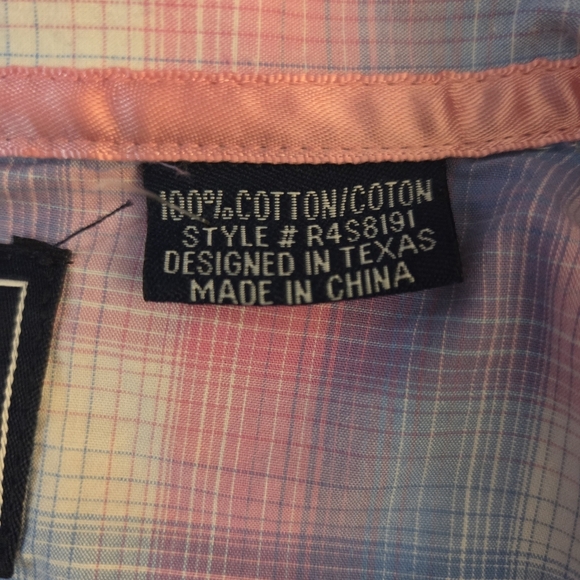 100% COTTON/COTON
STYLE # R4S8191
DESIGNED IN TEXAS
MADE IN CHINA